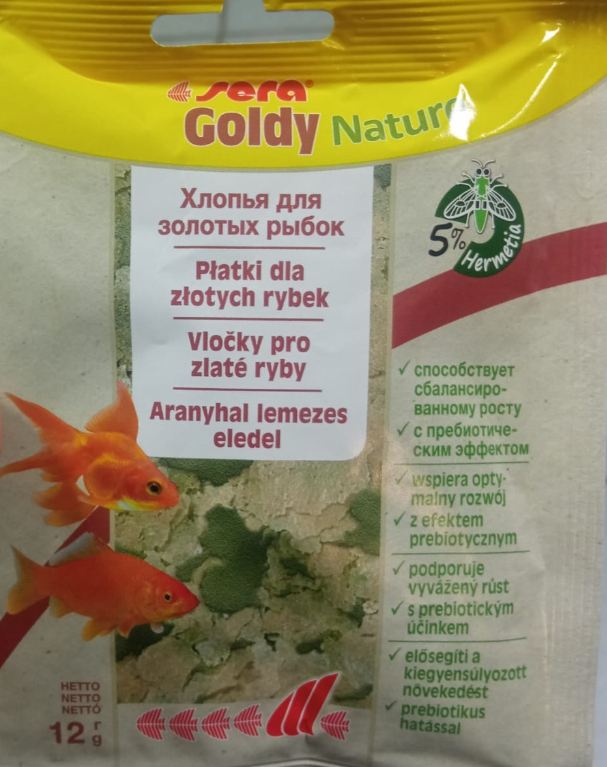 sera®
Goldy Nature
Хлопья для
золотых рыбок
Płatki dla
złotych rybek
Vločky pro
zlaté ryby
Aranyhal lemezes
eledel
5%
Hermetia
✓ способствует
сбалансиро-
ванному росту
✓ с пребиотиче-
ским эффектом
✓ wspiera opty-
malny rozwój
✓ z efektem
prebiotycznym
✓ podporuje
vyvážený růst
✓ s prebiotickým
účinkem
✓ elősegíti a
kiegyensúlyozott
növekedést
✓ prebiotikus
hatással
НЕТТО
NETTO
NETTÓ
12 г
g